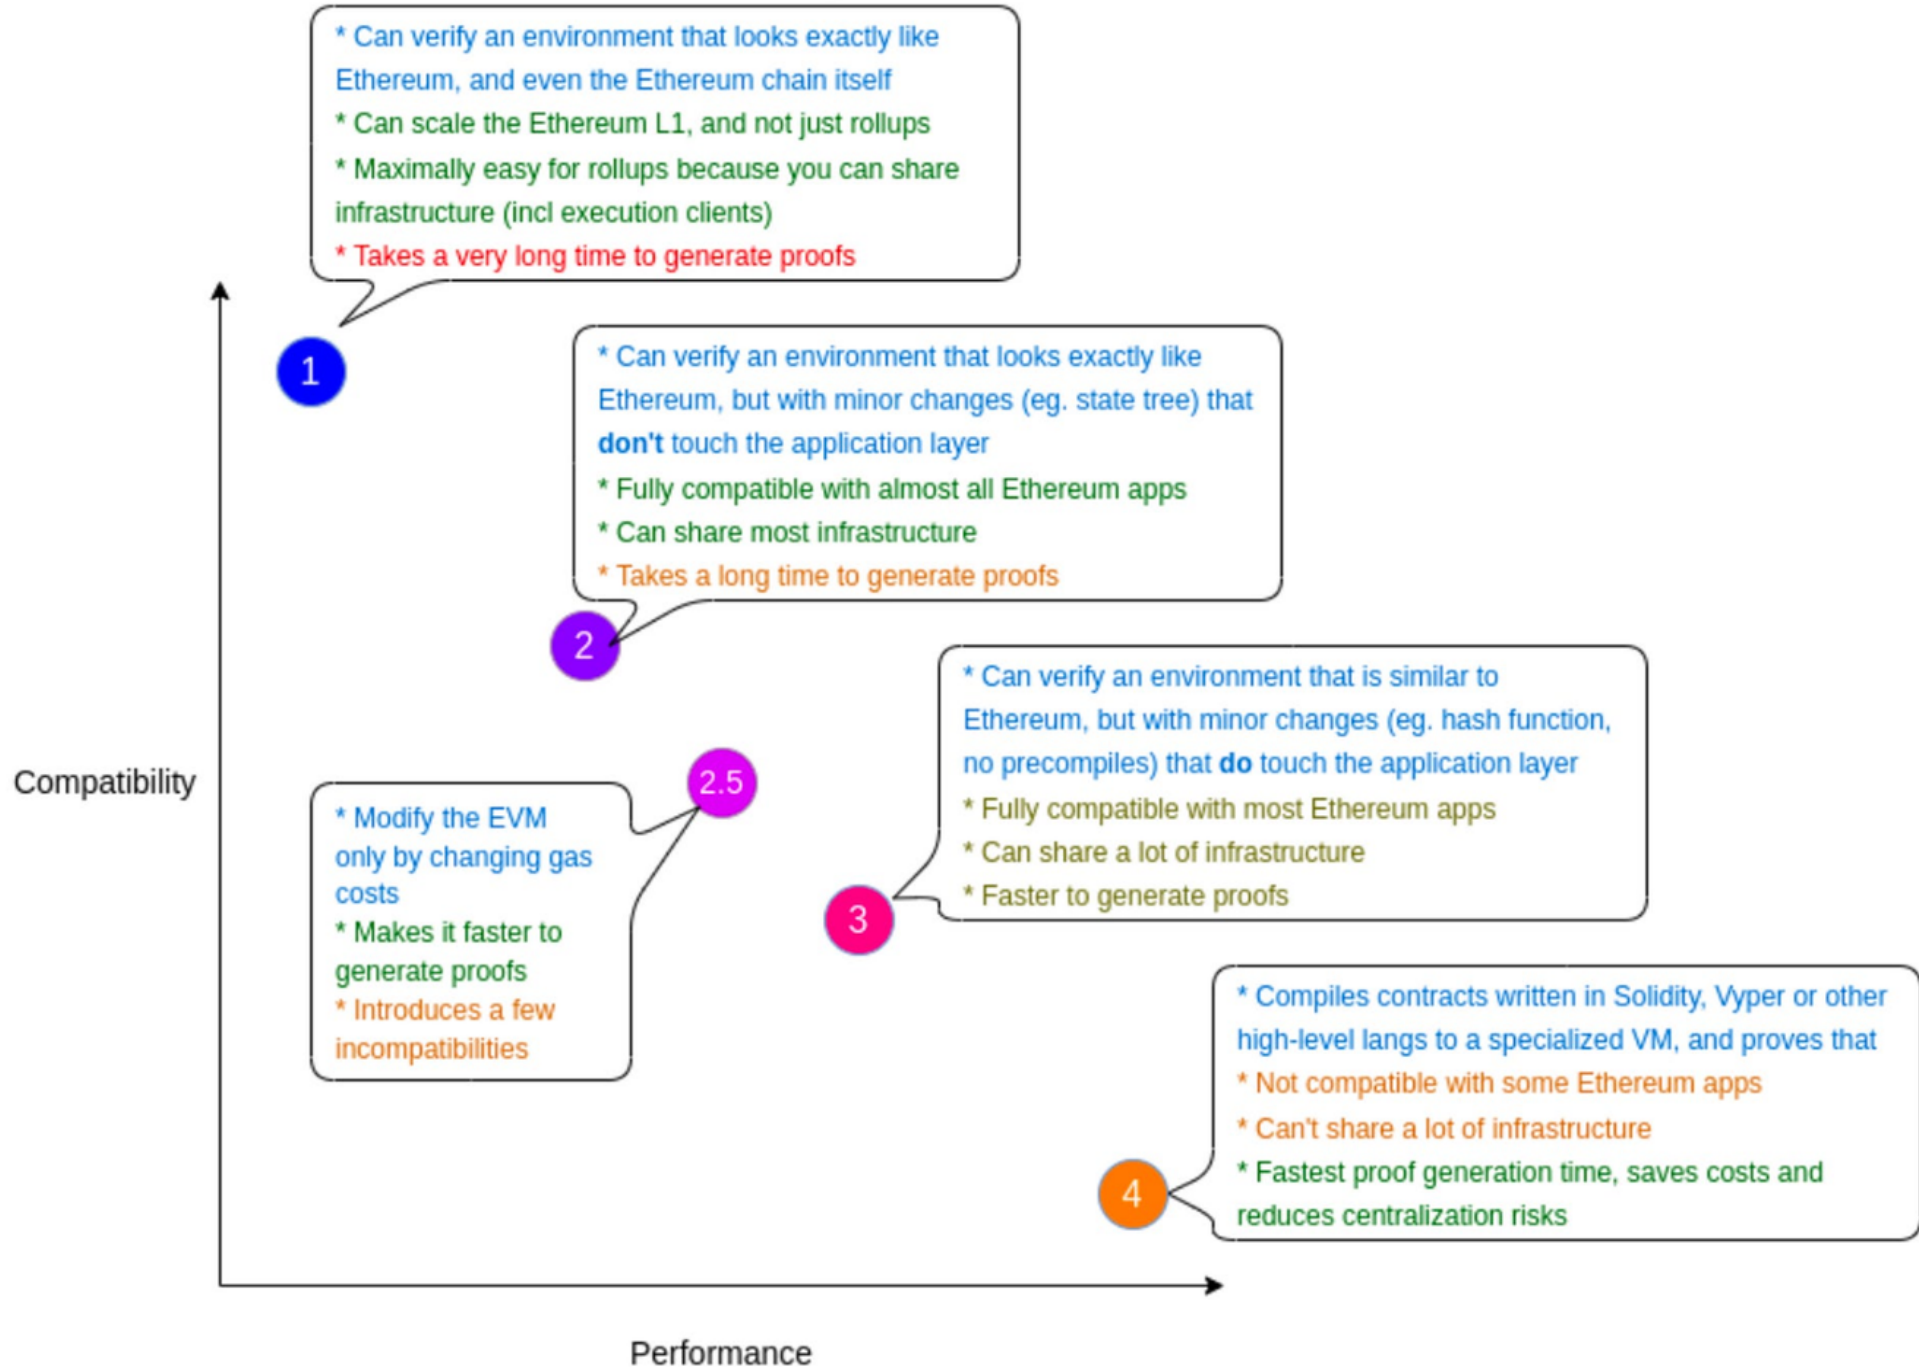 * Can verify an environment that looks exactly like
Ethereum, and even the Ethereum chain itself
* Can scale the Ethereum L1, and not just rollups
* Maximally easy for rollups because you can share
infrastructure (incl execution clients)
* Takes a very long time to generate proofs
1
* Can verify an environment that looks exactly like
Ethereum, but with minor changes (eg. state tree) that
don't touch the application layer
* Fully compatible with almost all Ethereum apps
* Can share most infrastructure
* Takes a long time to generate proofs
2
* Can verify an environment that is similar to
Ethereum, but with minor changes (eg. hash function,
no precompiles) that do touch the application layer
* Fully compatible with most Ethereum apps
* Can share a lot of infrastructure
* Faster to generate proofs
Compatibility
2.5
* Modify the EVM
only by changing gas
costs
* Makes it faster to
generate proofs
* Introduces a few
incompatibilities
3
* Compiles contracts written in Solidity, Vyper or other
high-level langs to a specialized VM, and proves that
* Not compatible with some Ethereum apps
* Can't share a lot of infrastructure
* Fastest proof generation time, saves costs and
reduces centralization risks
4
Performance